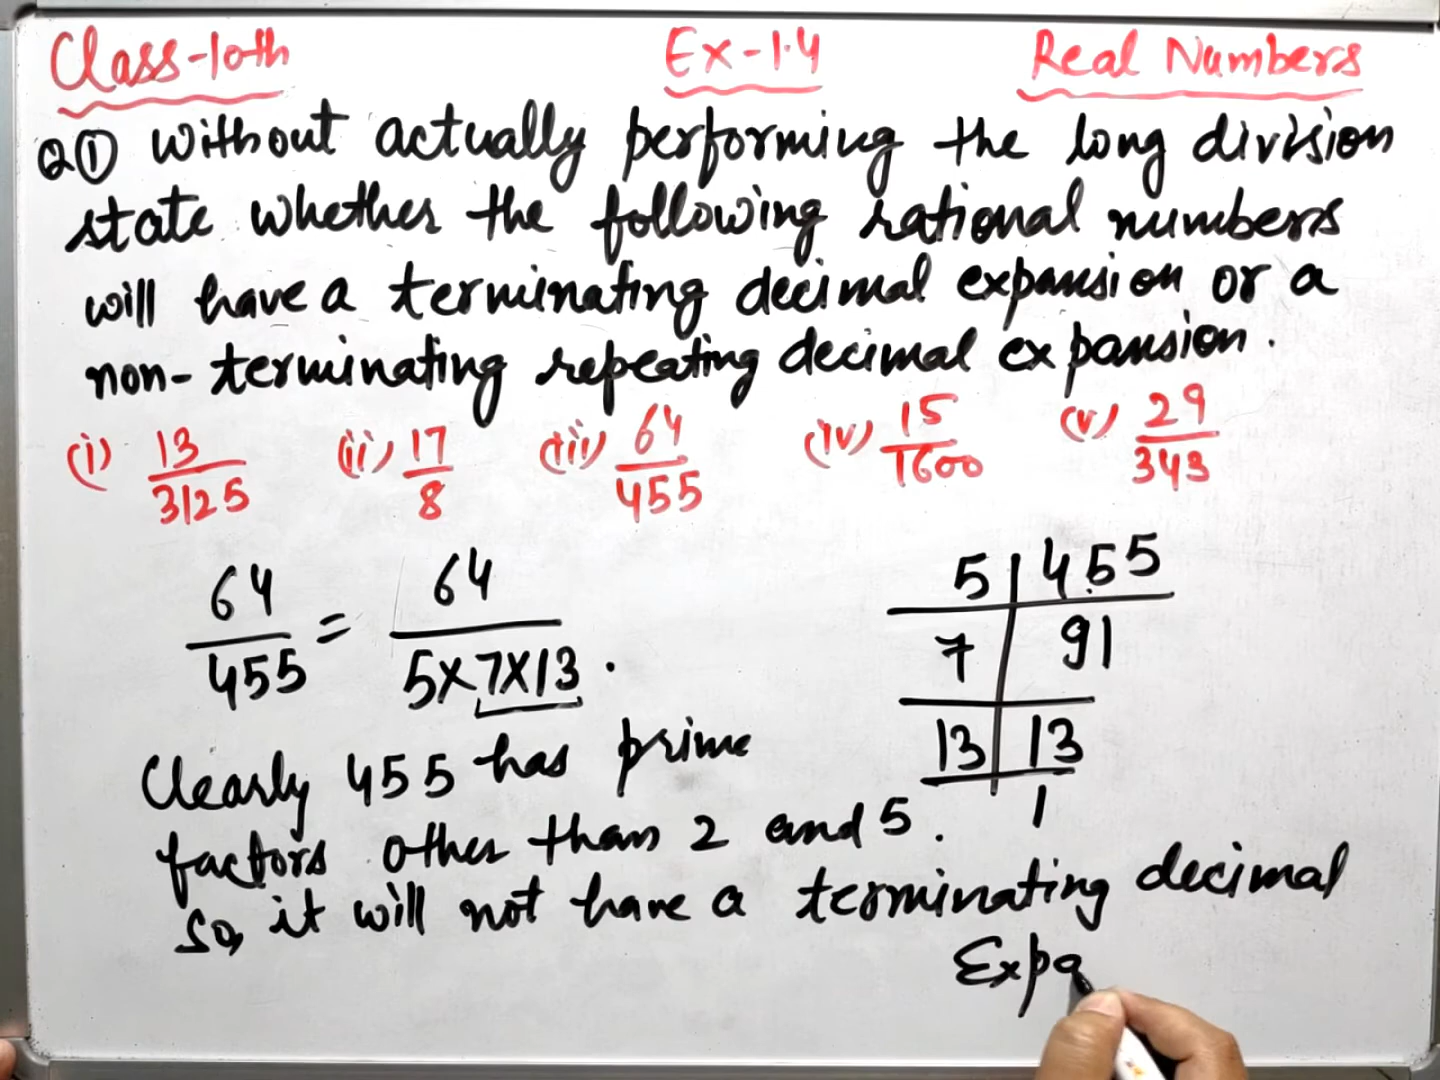 Class-10th Ex-1.4 Real Numbers
Q① Without actually performing the long division
state whether the following rational numbers
will have a terminating decimal expansion or a
non-terminating repeating decimal expansion.
(i) 13/3125 (ii) 17/8 (iii) 64/455 (iv) 15/1600 (v) 29/343
64/455 = 64/5×7×13.
5 | 455
7 | 91
13 | 13
1
Clearly 455 has prime
factors other than 2 and 5.
So, it will not have a terminating decimal
Expa